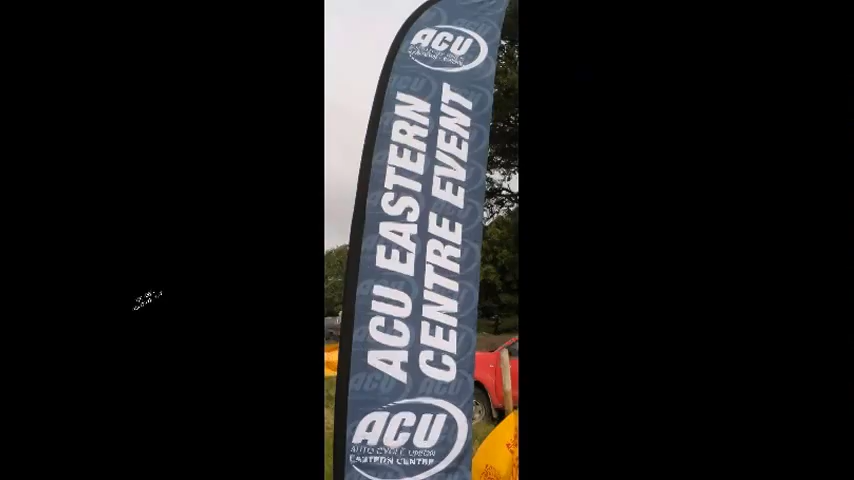 ACU
ACU EASTERN
CENTRE EVENT
ACU
AUTO CYCLE UNION
EASTERN CENTRE